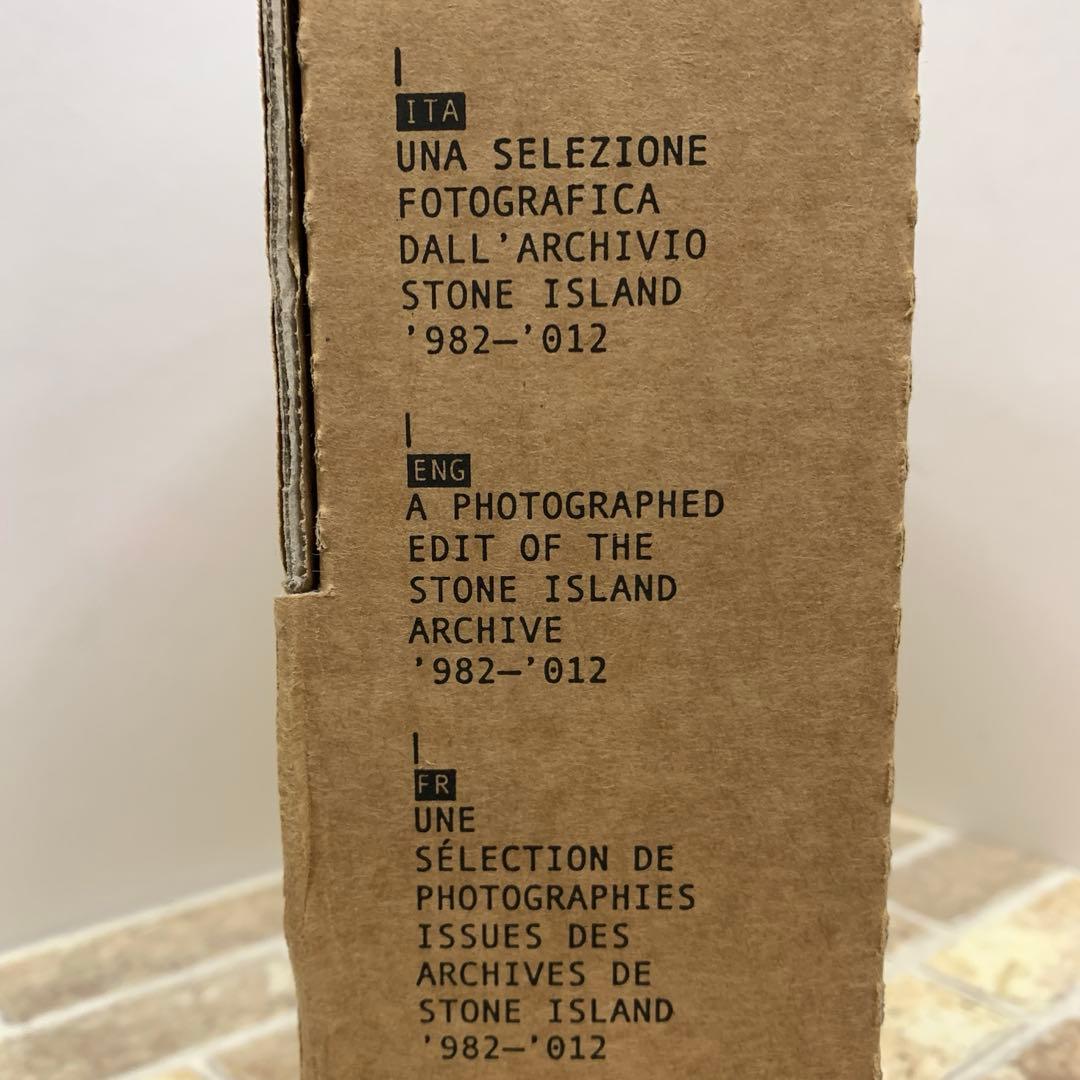 ITA
UNA SELEZIONE
FOTOGRAFICA
DALL'ARCHIVIO
STONE ISLAND
'982—'012
ENG
A PHOTOGRAPHED
EDIT OF THE
STONE ISLAND
ARCHIVE
'982—'012
FR
UNE
SÉLECTION DE
PHOTOGRAPHIES
ISSUES DES
ARCHIVES DE
STONE ISLAND
'982—'012